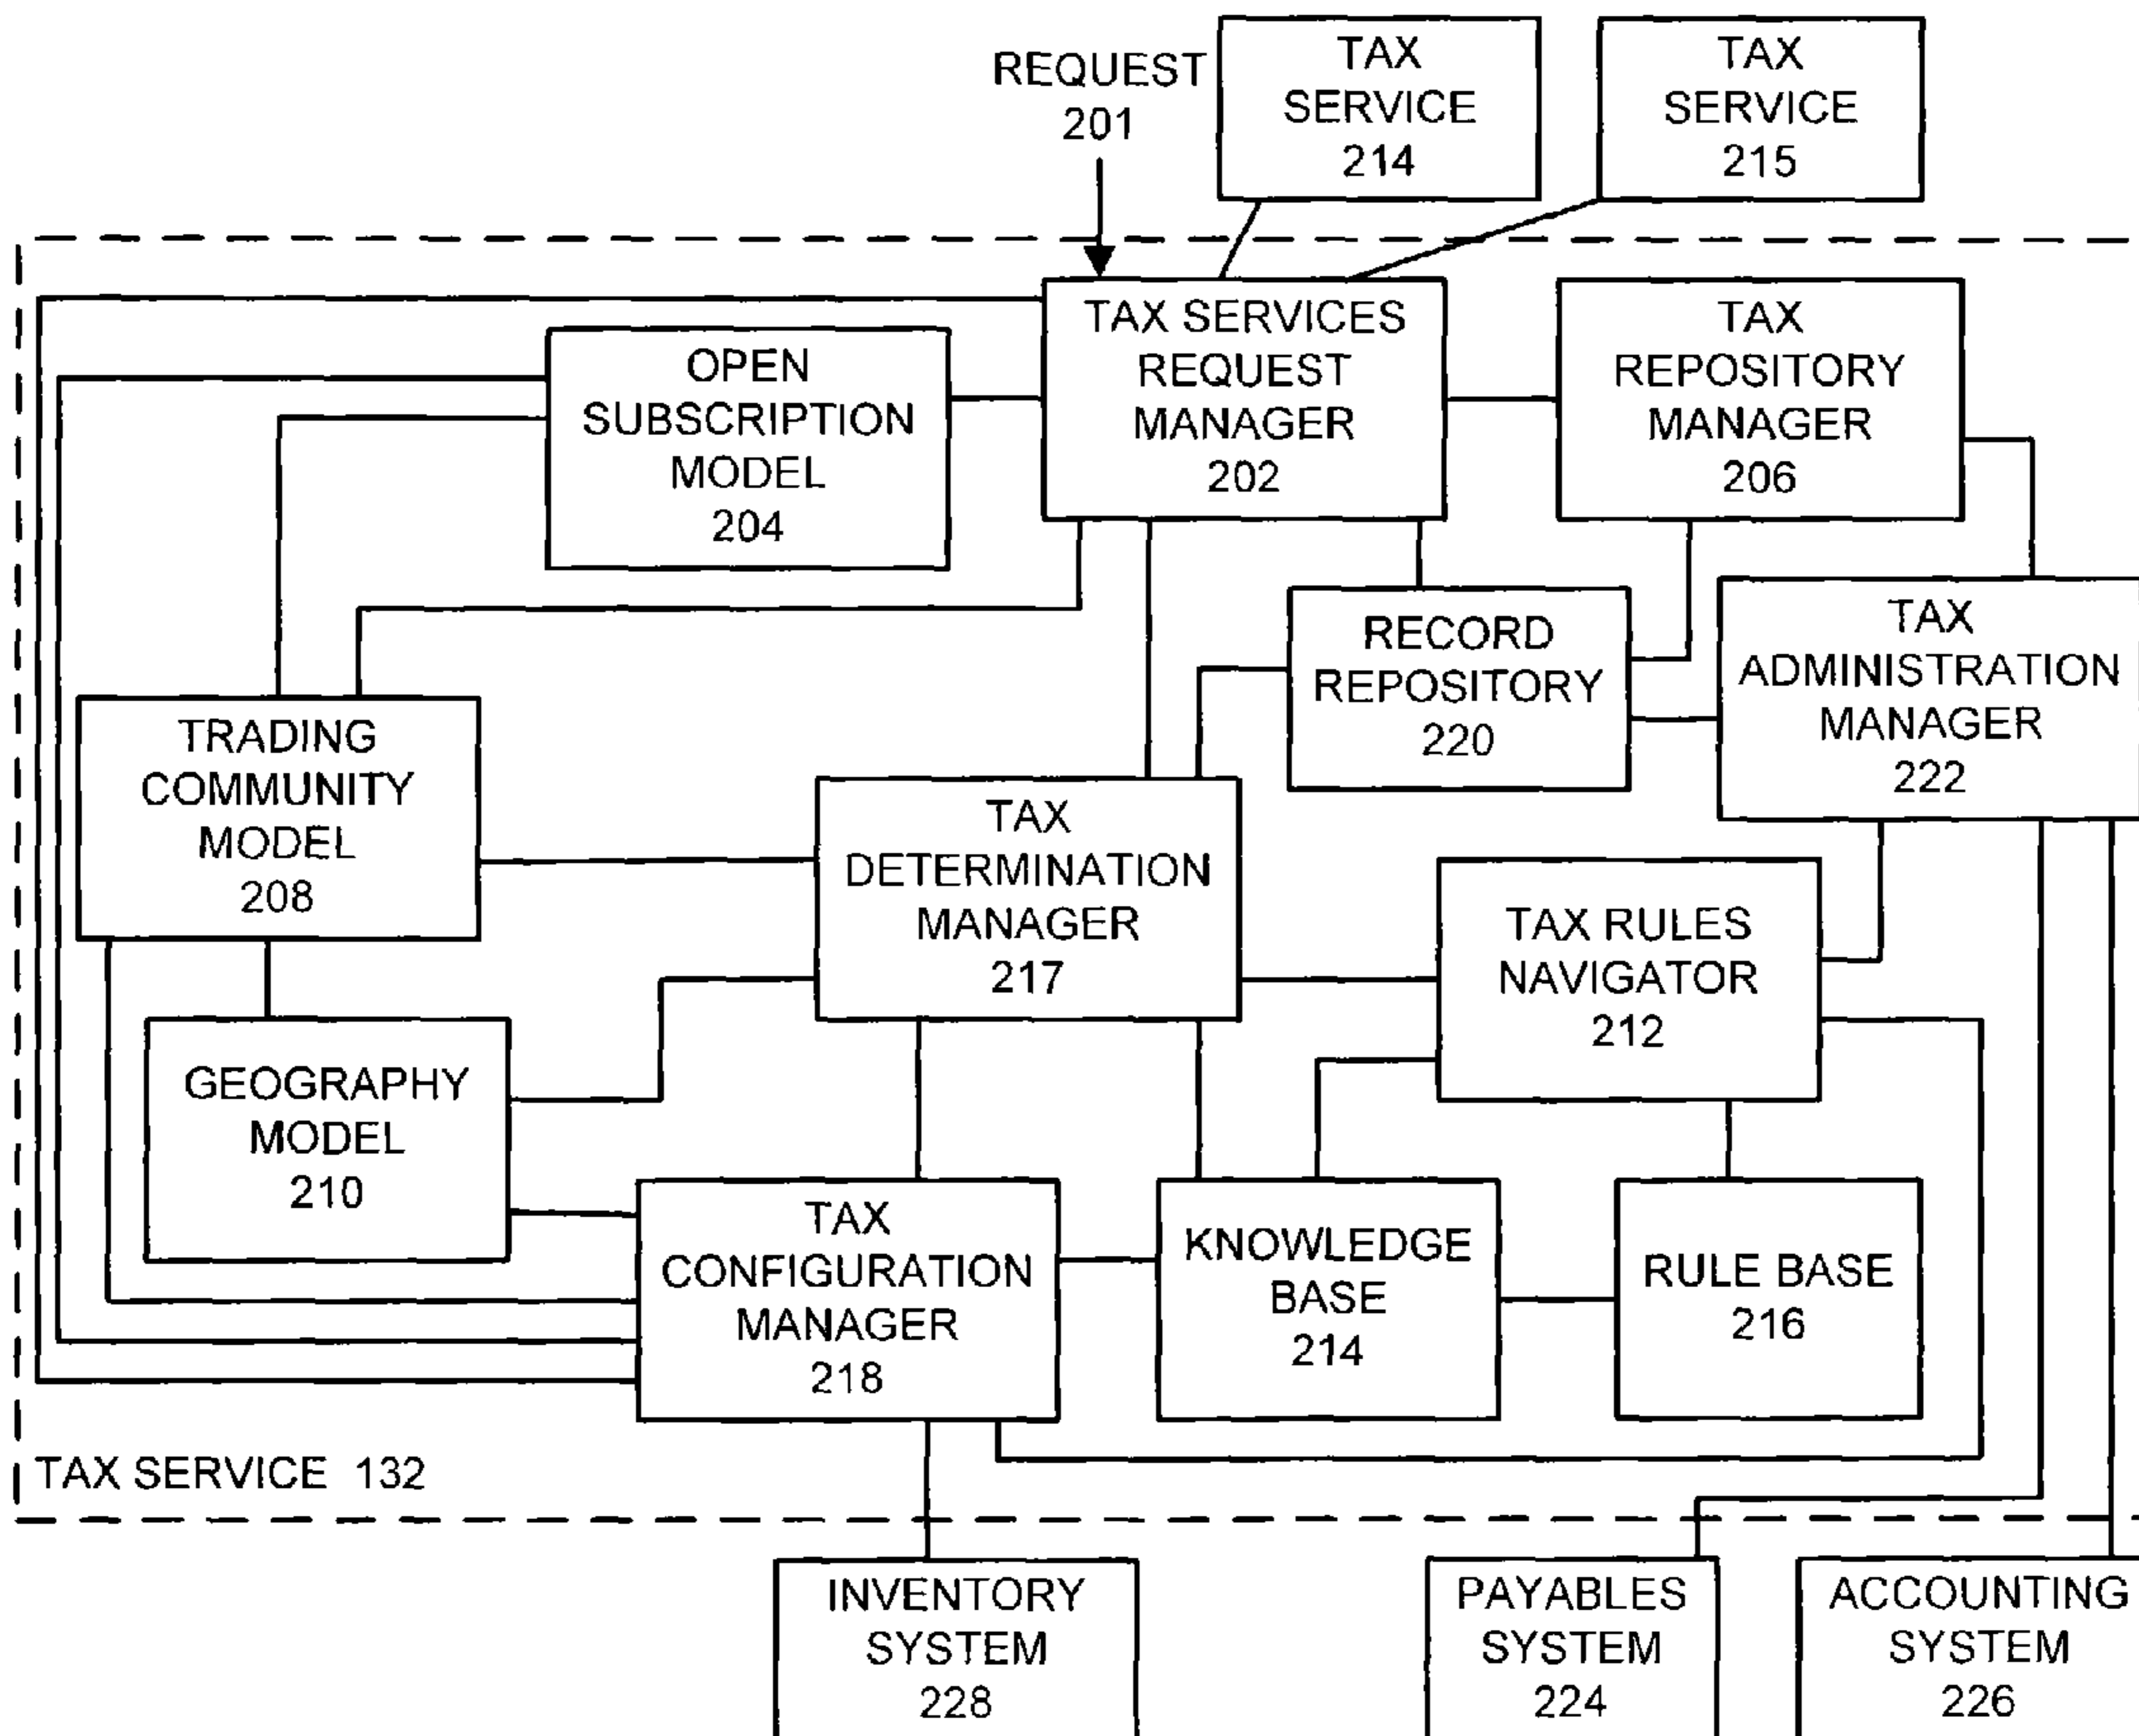 REQUEST
201
TAX
SERVICE
214
TAX
SERVICE
215
TAX SERVICES
REQUEST
MANAGER
202
TAX
REPOSITORY
MANAGER
206
OPEN
SUBSCRIPTION
MODEL
204
RECORD
REPOSITORY
220
TAX
ADMINISTRATION
MANAGER
222
TRADING
COMMUNITY
MODEL
208
TAX
DETERMINATION
MANAGER
217
TAX RULES
NAVIGATOR
212
GEOGRAPHY
MODEL
210
TAX
CONFIGURATION
MANAGER
218
KNOWLEDGE
BASE
214
RULE BASE
216
TAX SERVICE 132
INVENTORY
SYSTEM
228
PAYABLES
SYSTEM
224
ACCOUNTING
SYSTEM
226